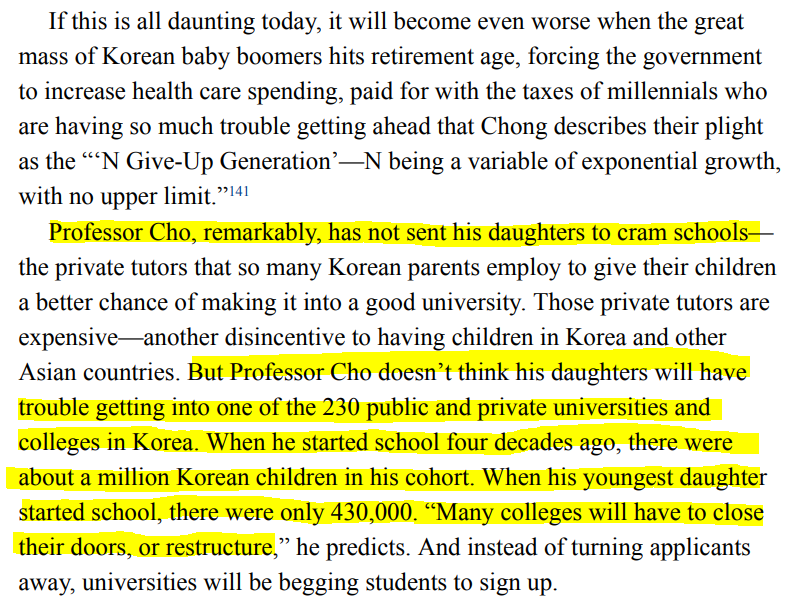 If this is all daunting today, it will become even worse when the great
mass of Korean baby boomers hits retirement age, forcing the government
to increase health care spending, paid for with the taxes of millennials who
are having so much trouble getting ahead that Chong describes their plight
as the “‘N Give-Up Generation’—N being a variable of exponential growth,
with no upper limit.”141
Professor Cho, remarkably, has not sent his daughters to cram schools—
the private tutors that so many Korean parents employ to give their children
a better chance of making it into a good university. Those private tutors are
expensive—another disincentive to having children in Korea and other
Asian countries. But Professor Cho doesn’t think his daughters will have
trouble getting into one of the 230 public and private universities and
colleges in Korea. When he started school four decades ago, there were
about a million Korean children in his cohort. When his youngest daughter
started school, there were only 430,000. “Many colleges will have to close
their doors, or restructure,” he predicts. And instead of turning applicants
away, universities will be begging students to sign up.